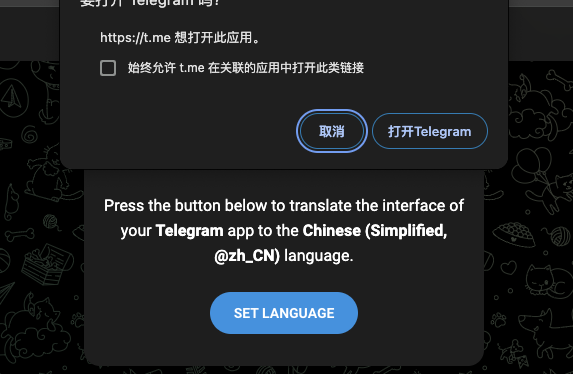 要打开 Telegram 吗？
https://t.me 想打开此应用。
始终允许 t.me 在关联的应用中打开此类链接
取消
打开Telegram
Press the button below to translate the interface of
your Telegram app to the Chinese (Simplified,
@zh_CN) language.
SET LANGUAGE